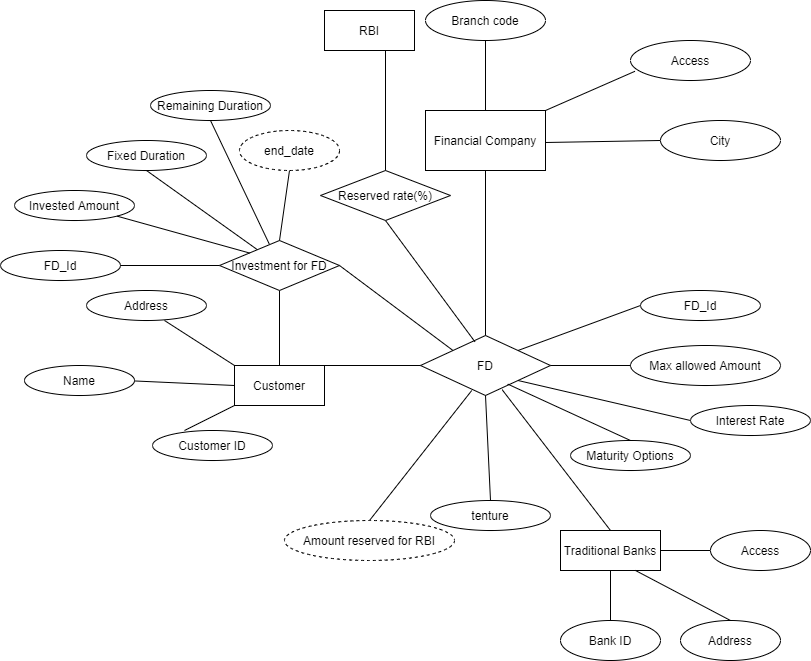 Branch code
RBI
Access
Remaining Duration
Financial Company
City
end_date
Fixed Duration
Reserved rate(%)
Invested Amount
FD_Id
Investment for FD
Address
FD_Id
FD
Max allowed Amount
Name
Customer
Interest Rate
Customer ID
Maturity Options
tenture
Amount reserved for RBI
Traditional Banks
Access
Bank ID
Address